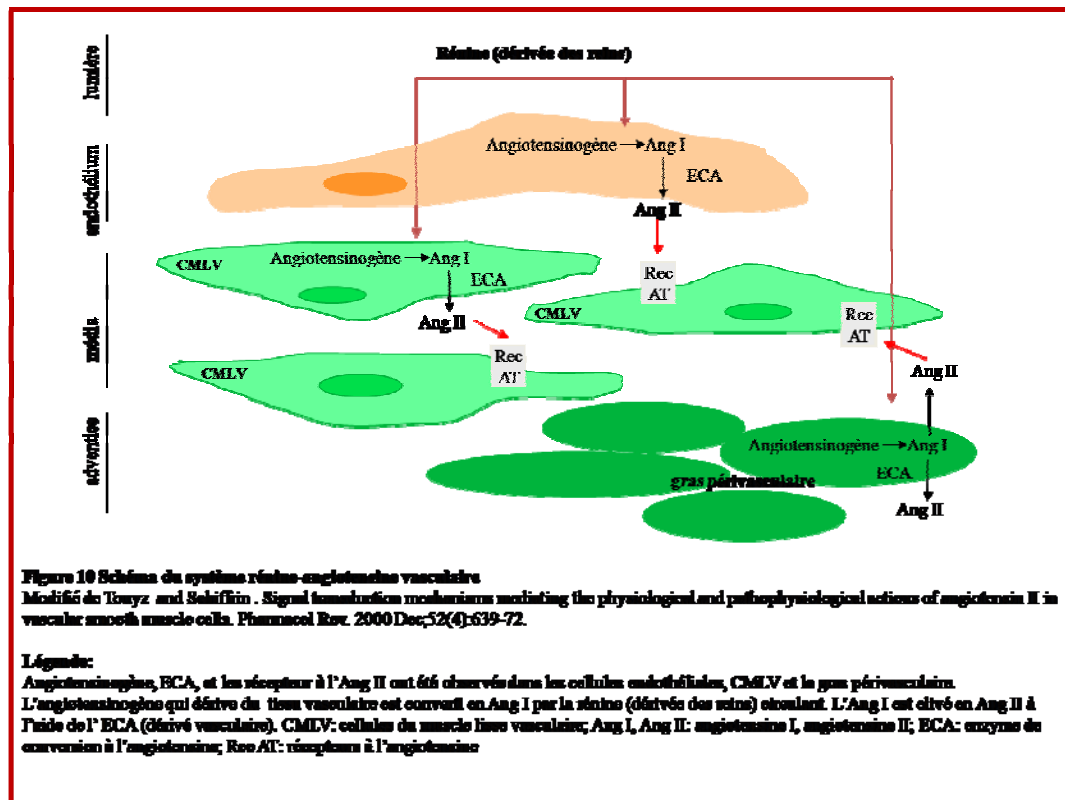 lumière
Rénine (dérivée des reins)
endothélium
Angiotensinogène Ang I
ECA
Ang II
média
CMLV
Angiotensinogène Ang I
ECA
Ang II
Rec
AT
CMLV
Rec
AT
Rec
AT
CMLV
Ang II
adventice
Angiotensinogène Ang I
ECA
gras périvasculaire
Ang II
Figure 10 Schéma du système rénine-angiotensine vasculaire
Modifié de Touyz and Schiffrin . Signal transduction mechanisms mediating the physiological and pathophysiological actions of angiotensin II in
vascular smooth muscle cells. Pharmacol Rev. 2000 Dec;52(4):639-72.
Légende:
Angiotensinogène, ECA, et les récepteur à l'Ang II ont été observés dans les cellules endothéliales, CMLV et le gras périvasculaire.
L'angiotensinogène qui dérive du tissu vasculaire est converti en Ang I par la rénine (dérivée des reins) circulant. L'Ang I est clivé en Ang II à
l'aide de l'ECA (dérivé vasculaire). CMLV: cellules du muscle lisse vasculaire; Ang I, Ang II: angiotensine I, angiotensine II; ECA: enzyme de
conversion à l'angiotensine; Rec AT: récepteurs à l'angiotensine